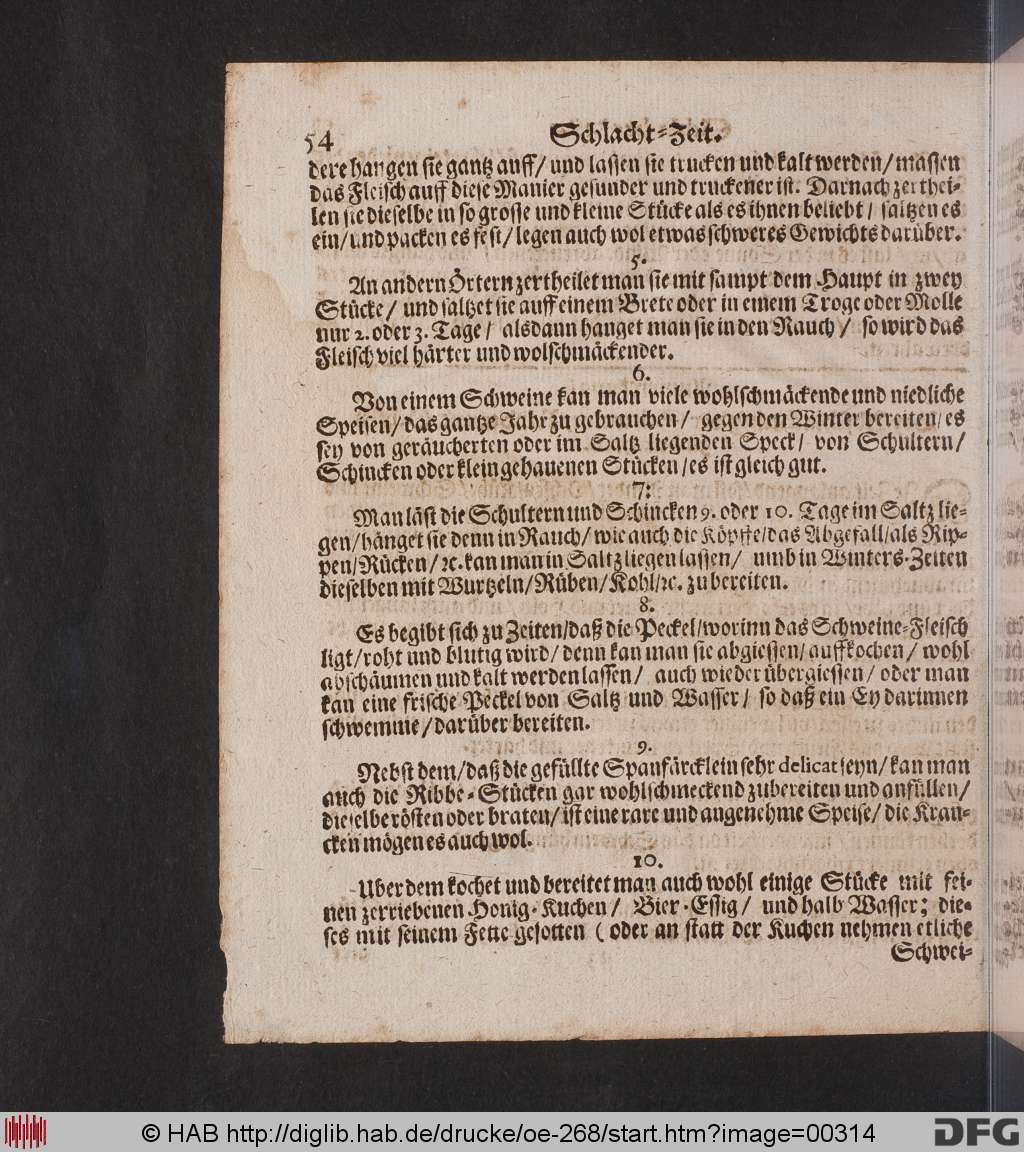 54 Schlacht-Zeit.
dere hangen sie gantz auff/ und lassen sie trucken und kalt werden/ massen
das Fleisch auff diese Manier gesunder und truckener ist. Darnach zerthei-
len sie dieselbe in so grosse und kleine Stücke als es ihnen beliebt/ saltzen es
ein/ und packen es fest/ legen auch wol etwas schweres Gewichts darüber.
5.
An andern Örtern zertheilet man sie mit sampt dem Haupt in zwey
Stücke/ und saltzet sie auff einem Brete oder in einem Troge oder Molle
nur 2. oder 3. Tage/ alsdann hanget man sie in den Rauch/ so wird das
Fleisch viel härter und wolschmäckender.
6.
Von einem Schweine kan man viele wohlschmäckende und niedliche
Speisen/ das gantze Jahr zu gebrauchen/ gegen den Winter bereiten/ es
sey von geräucherten oder im Saltz liegenden Speck/ von Schultern/
Schincken oder klein gehauenen Stücken/ es ist gleich gut.
7:
Man läst die Schultern und Schincken 9. oder 10. Tage im Saltz lie-
gen/ hänget sie denn in Rauch/ wie auch die Köpffe/ das Abgefall/ als Rip-
pen/ Rücken/ ꝛc. kan man in Saltz liegen lassen/ umb in Winters-Zeiten
dieselben mit Wurtzeln/ Rüben/ Kohl/ ꝛc. zu bereiten.
8.
Es begibt sich zu Zeiten/ daß die Peckel/ worinn das Schweine-Fleisch
ligt/ roht und blutig wird/ denn kan man sie abgiessen/ auffkochen/ wohl
abschäumen und kalt werden lassen/ auch wieder übergiessen/ oder man
kan eine frische Peckel von Saltz und Wasser/ so daß ein Ey darinnen
schwemme/ darüber bereiten.
9.
Nebst dem/ daß die gefüllte Spanfärcklein sehr delicat seyn/ kan man
auch die Ribbe-Stücken gar wohlschmeckend zubereiten und anfüllen/
dieselbe rösten oder braten/ ist eine rare und angenehme Speise/ die Kran-
cken mögen es auch wol.
10.
Uber dem kochet und bereitet man auch wohl einige Stücke mit fei-
nen zerriebenen Honig-Kuchen/ Bier-Essig/ und halb Wasser; die-
ses mit seinem Fette gesotten (oder an statt der Kuchen nehmen etliche
Schwei-
© HAB http://diglib.hab.de/drucke/oe-268/start.htm?image=00314
DFG